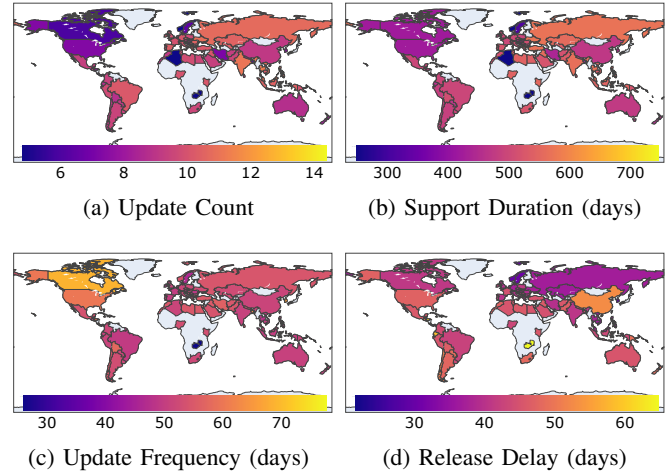 6 8 10 12 14
300 400 500 600 700
(a) Update Count
(b) Support Duration (days)
30 40 50 60 70
30 40 50 60
(c) Update Frequency (days)
(d) Release Delay (days)